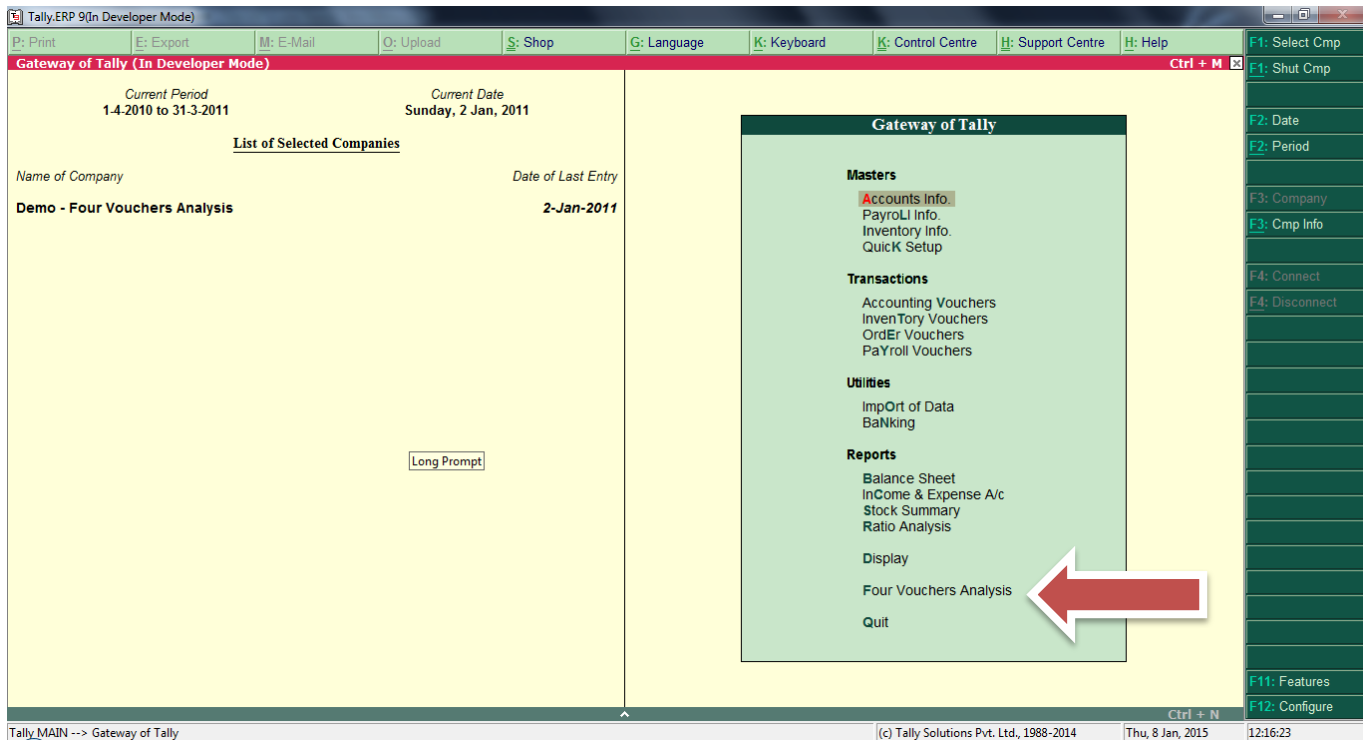 Tally.ERP 9(In Developer Mode)
P: Print E: Export M: E-Mail O: Upload S: Shop G: Language K: Keyboard K: Control Centre H: Support Centre H: Help
Gateway of Tally (In Developer Mode) Ctrl + M
Current Period Current Date
1-4-2010 to 31-3-2011 Sunday, 2 Jan, 2011
List of Selected Companies
Name of Company Date of Last Entry
Demo - Four Vouchers Analysis 2-Jan-2011
Long Prompt
Gateway of Tally
Masters
Accounts Info.
PayroLl Info.
Inventory Info.
QuicK Setup
Transactions
Accounting Vouchers
InvenTory Vouchers
OrdEr Vouchers
PaYroll Vouchers
Utilities
ImpOrt of Data
BaNking
Reports
Balance Sheet
InCome & Expense A/c
Stock Summary
Ratio Analysis
Display
Four Vouchers Analysis
Quit
F1: Select Cmp
F1: Shut Cmp
F2: Date
F2: Period
F3: Company
F3: Cmp Info
F4: Connect
F4: Disconnect
F11: Features
F12: Configure
Ctrl + N
Tally MAIN --> Gateway of Tally (c) Tally Solutions Pvt. Ltd., 1988-2014 Thu, 8 Jan, 2015 12:16:23